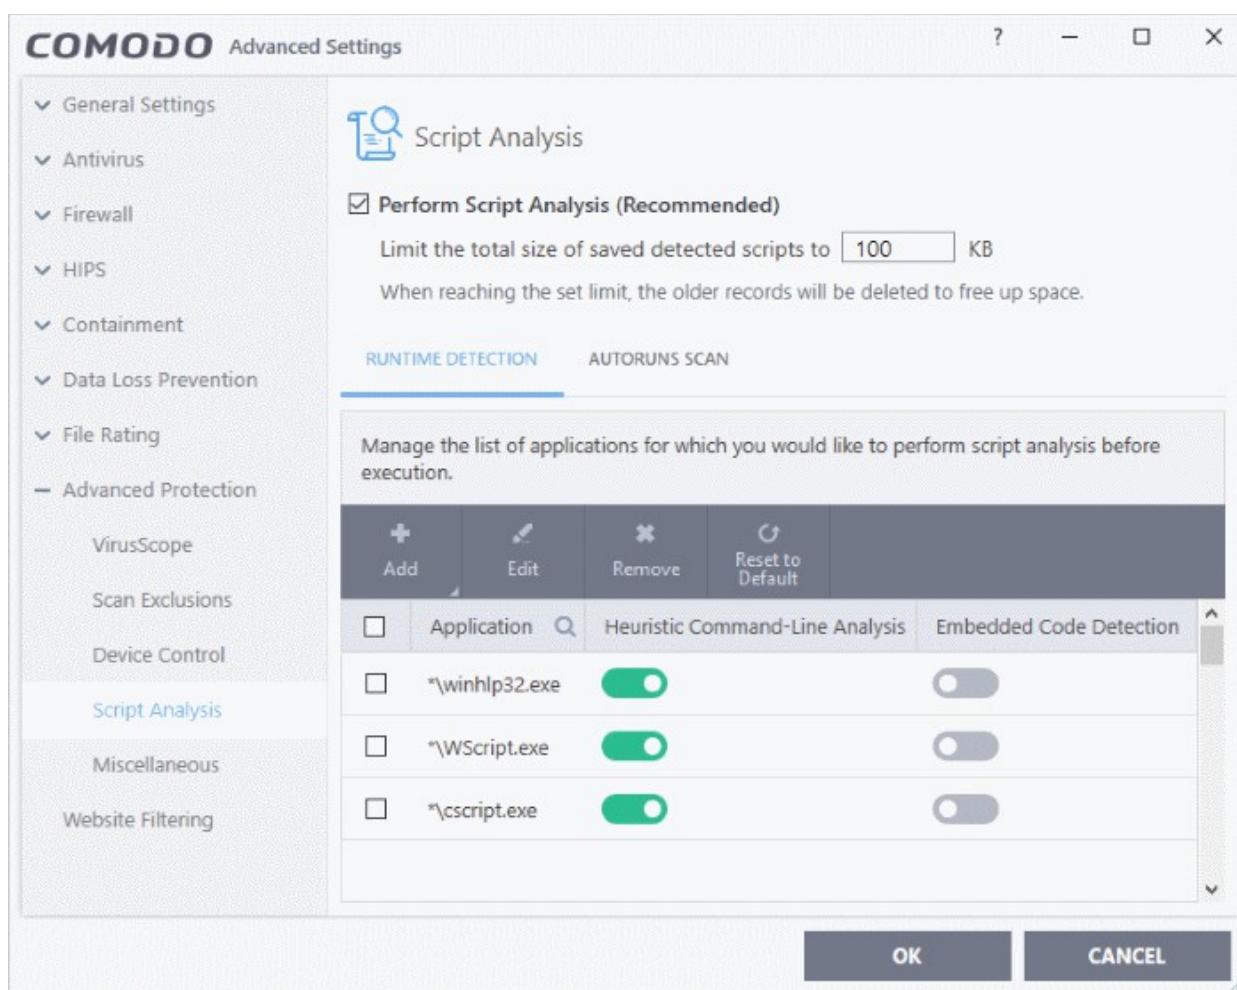 COMODO Advanced Settings
?
General Settings
Antivirus
Firewall
HIPS
Containment
Data Loss Prevention
File Rating
Advanced Protection
VirusScope
Scan Exclusions
Device Control
Script Analysis
Miscellaneous
Website Filtering
Script Analysis
Perform Script Analysis (Recommended)
Limit the total size of saved detected scripts to 100 KB
When reaching the set limit, the older records will be deleted to free up space.
RUNTIME DETECTION AUTORUNS SCAN
Manage the list of applications for which you would like to perform script analysis before
execution.
Add Edit Remove Reset to
Default
Application Heuristic Command-Line Analysis Embedded Code Detection
*\winhlp32.exe
*\WScript.exe
*\cscript.exe
OK CANCEL